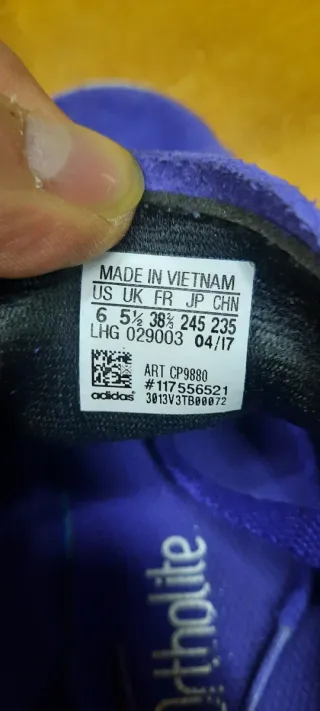 MADE IN VIETNAM
US UK FR JP CHN
6 5½ 38⅔ 245 235
LHG 029003 04/17
ART CP9880
#117556521
adidas® 3013V3TB00072
ortholite